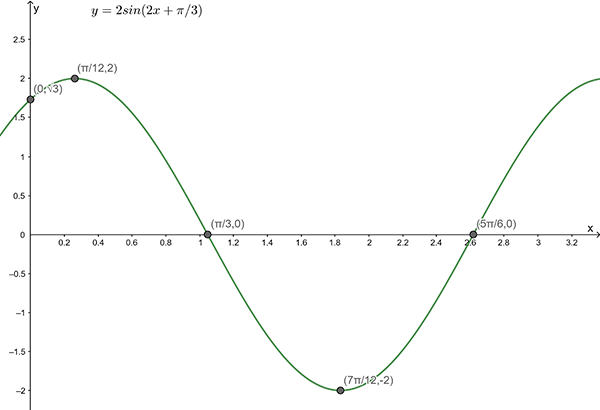 y = 2sin(2x + π/3)
y
2.5
(π/12,2)
2
(0,√3)
1.5
1
0.5
(π/3,0)
(5π/6,0)
x
0
0.2 0.4 0.6 0.8 1 1.2 1.4 1.6 1.8 2 2.2 2.4 2.6 2.8 3 3.2
–0.5
–1
–1.5
(7π/12,-2)
–2